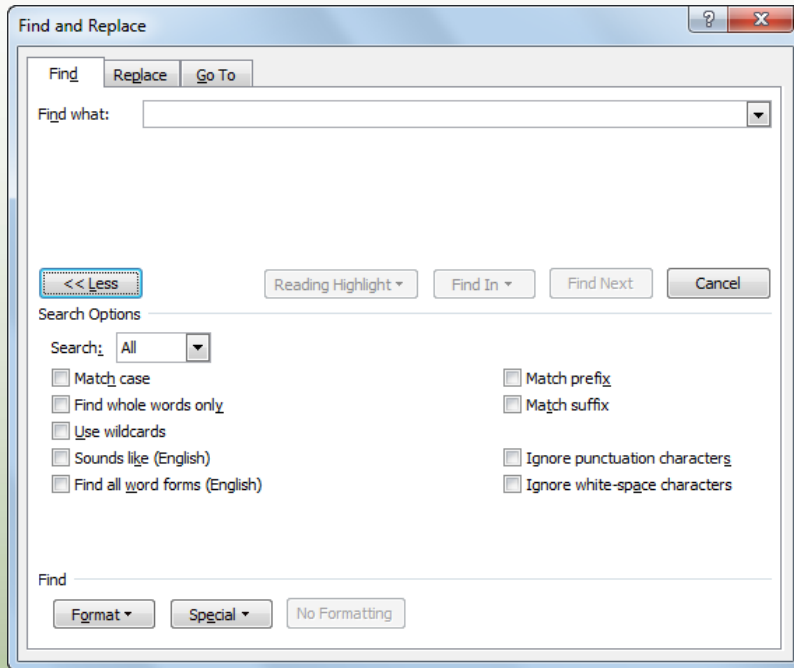 Find and Replace
Find Replace Go To
Find what:
<< Less Reading Highlight Find In Find Next Cancel
Search Options
Search: All
Match case Match prefix
Find whole words only Match suffix
Use wildcards
Sounds like (English) Ignore punctuation characters
Find all word forms (English) Ignore white-space characters
Find
Format Special No Formatting